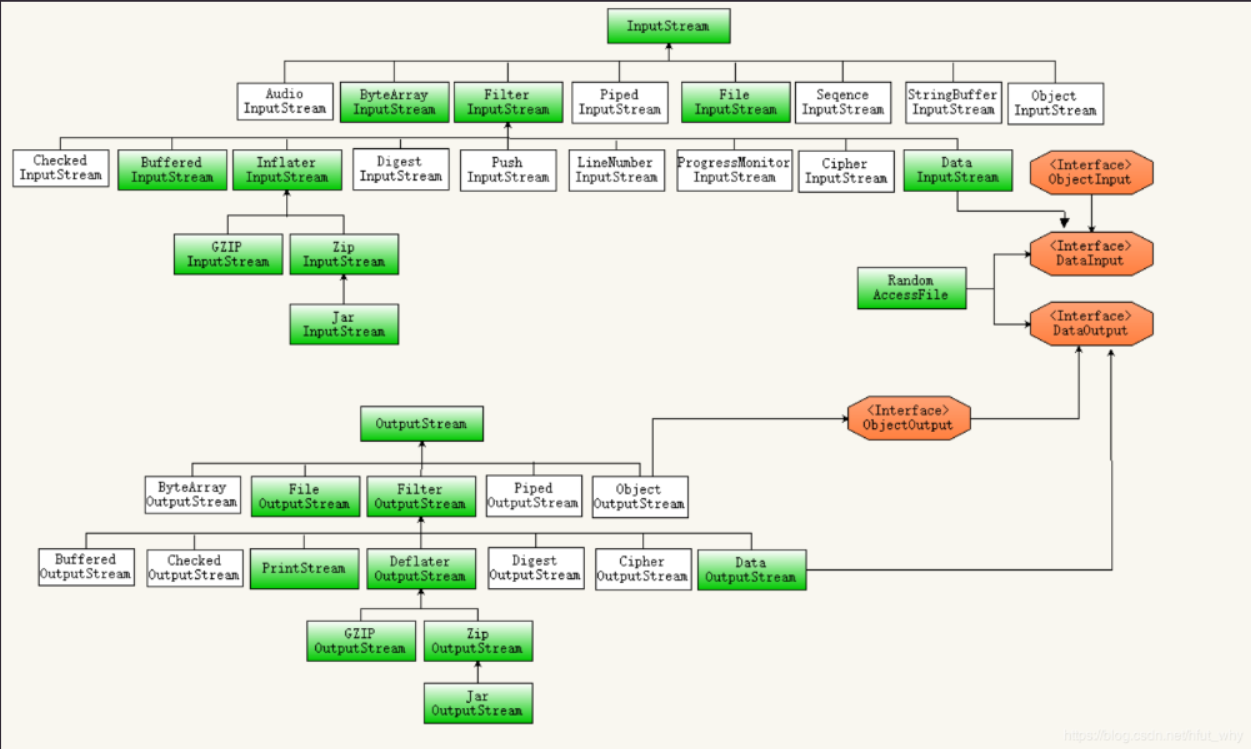 InputStream
Audio
InputStream
ByteArray
InputStream
Filter
InputStream
Piped
InputStream
File
InputStream
Seqence
InputStream
StringBuffer
InputStream
Object
InputStream
Checked
InputStream
Buffered
InputStream
Inflater
InputStream
Digest
InputStream
Push
InputStream
LineNumber
InputStream
ProgressMonitor
InputStream
Cipher
InputStream
Data
InputStream
<Interface>
ObjectInput
GZIP
InputStream
Zip
InputStream
<Interface>
DataInput
Random
AccessFile
Jar
InputStream
<Interface>
DataOutput
OutputStream
<Interface>
ObjectOutput
ByteArray
OutputStream
File
OutputStream
Filter
OutputStream
Piped
OutputStream
Object
OutputStream
Buffered
OutputStream
Checked
OutputStream
PrintStream
Deflater
OutputStream
Digest
OutputStream
Cipher
OutputStream
Data
OutputStream
GZIP
OutputStream
Zip
OutputStream
Jar
OutputStream
https://blog.csdn.net/hfut_why